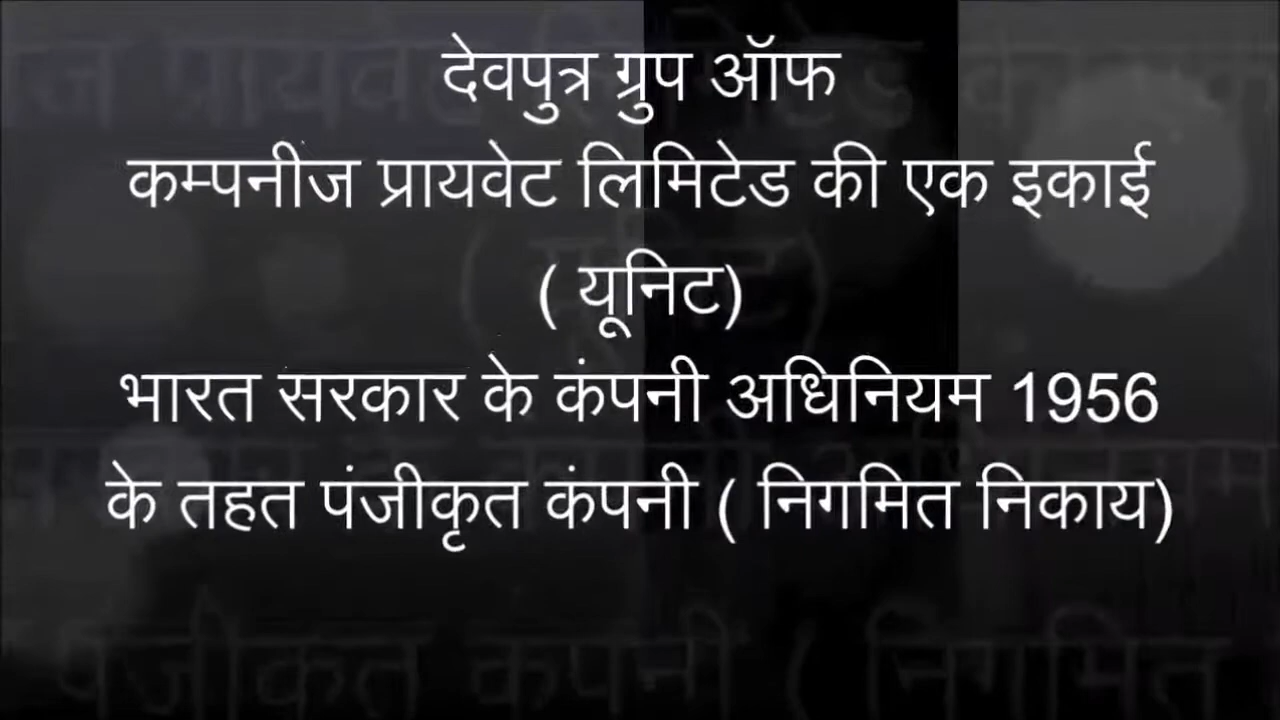 देवपुत्र ग्रुप ऑफ
कम्पनीज प्रायवेट लिमिटेड की एक इकाई
( यूनिट)
भारत सरकार के कंपनी अधिनियम 1956
के तहत पंजीकृत कंपनी ( निगमित निकाय)